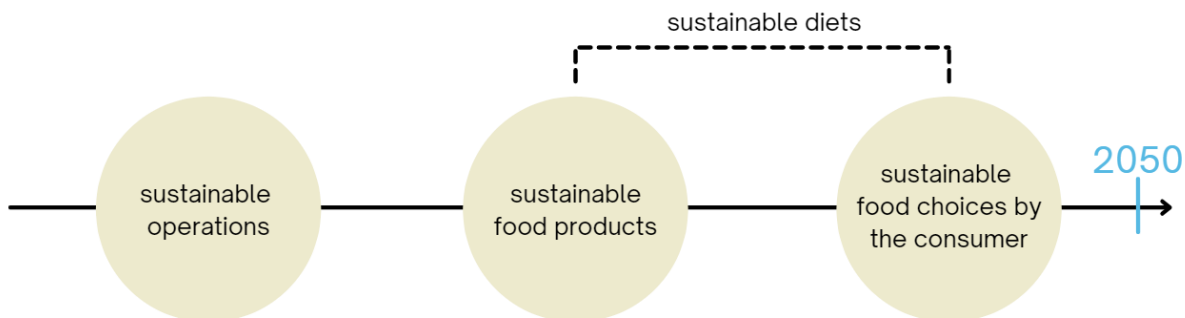 sustainable diets
sustainable
operations
sustainable
food products
sustainable
food choices by
the consumer
2050